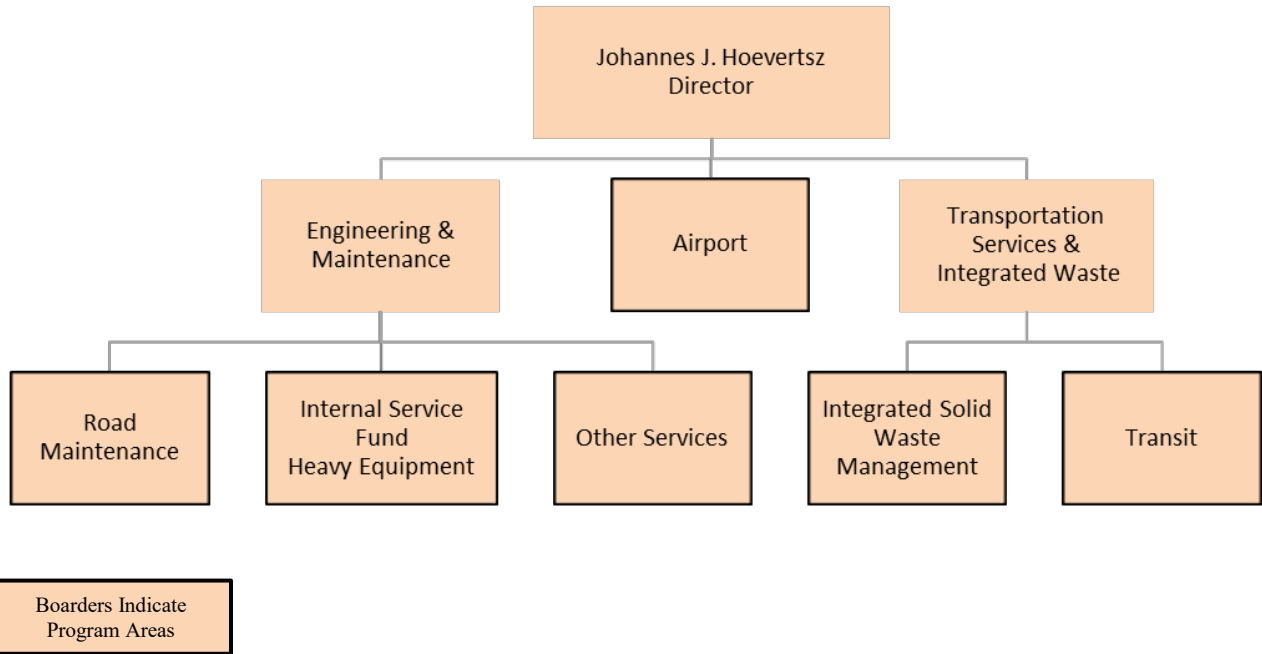 Johannes J. Hoevertsz
Director
Engineering &
Maintenance
Airport
Transportation
Services &
Integrated Waste
Road
Maintenance
Internal Service
Fund
Heavy Equipment
Other Services
Integrated Solid
Waste
Management
Transit
Boarders Indicate
Program Areas